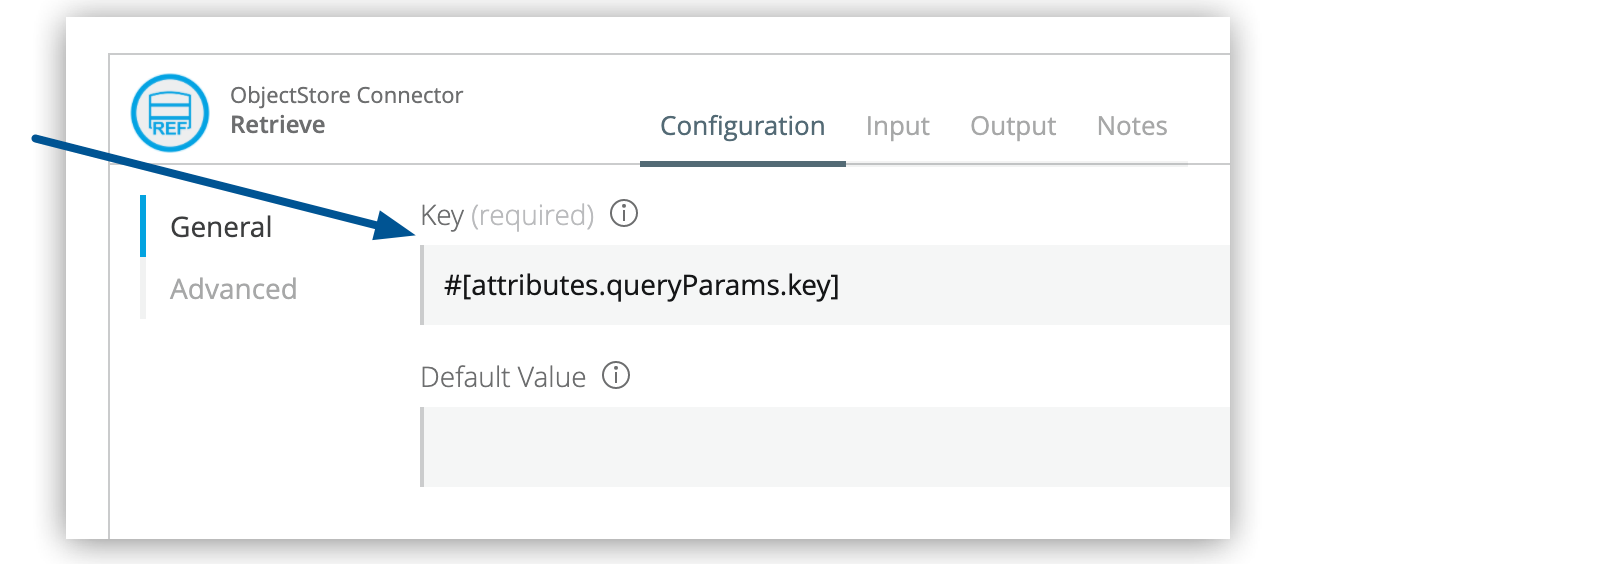 ObjectStore Connector
REF
Retrieve
Configuration Input Output Notes
General
Advanced
Key (required)
#[attributes.queryParams.key]
Default Value